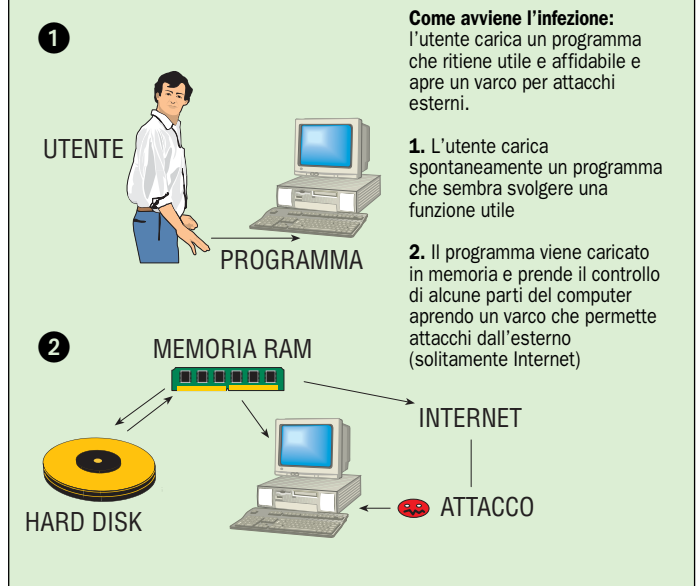 1
UTENTE
PROGRAMMA
Come avviene l'infezione:
l'utente carica un programma
che ritiene utile e affidabile e
apre un varco per attacchi
esterni.
1. L'utente carica
spontaneamente un programma
che sembra svolgere una
funzione utile
2. Il programma viene caricato
in memoria e prende il controllo
di alcune parti del computer
aprendo un varco che permette
attacchi dall'esterno
(solitamente Internet)
2
MEMORIA RAM
INTERNET
HARD DISK
ATTACCO